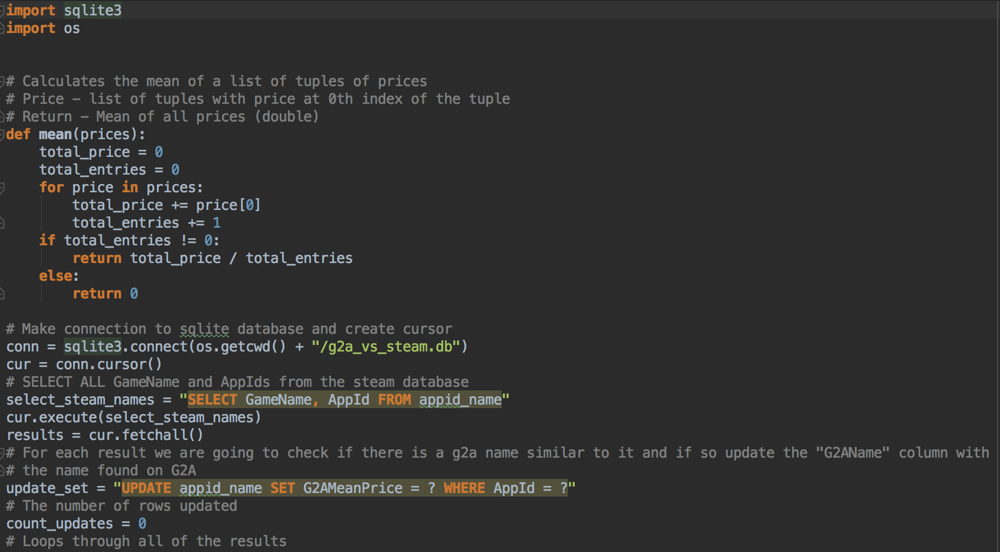 import sqlite3
import os
# Calculates the mean of a list of tuples of prices
# Price – list of tuples with price at 0th index of the tuple
# Return – Mean of all prices (double)
def mean(prices):
    total_price = 0
    total_entries = 0
    for price in prices:
        total_price += price[0]
        total_entries += 1
    if total_entries != 0:
        return total_price / total_entries
    else:
        return 0
# Make connection to sqlite database and create cursor
conn = sqlite3.connect(os.getcwd() + "/g2a_vs_steam.db")
cur = conn.cursor()
# SELECT ALL GameName and AppIds from the steam database
select_steam_names = "SELECT GameName, AppId FROM appid_name"
cur.execute(select_steam_names)
results = cur.fetchall()
# For each result we are going to check if there is a g2a name similar to it and if so update the "G2AName" column with
# the name found on G2A
update_set = "UPDATE appid_name SET G2AMeanPrice = ? WHERE AppId = ?"
# The number of rows updated
count_updates = 0
# Loops through all of the results